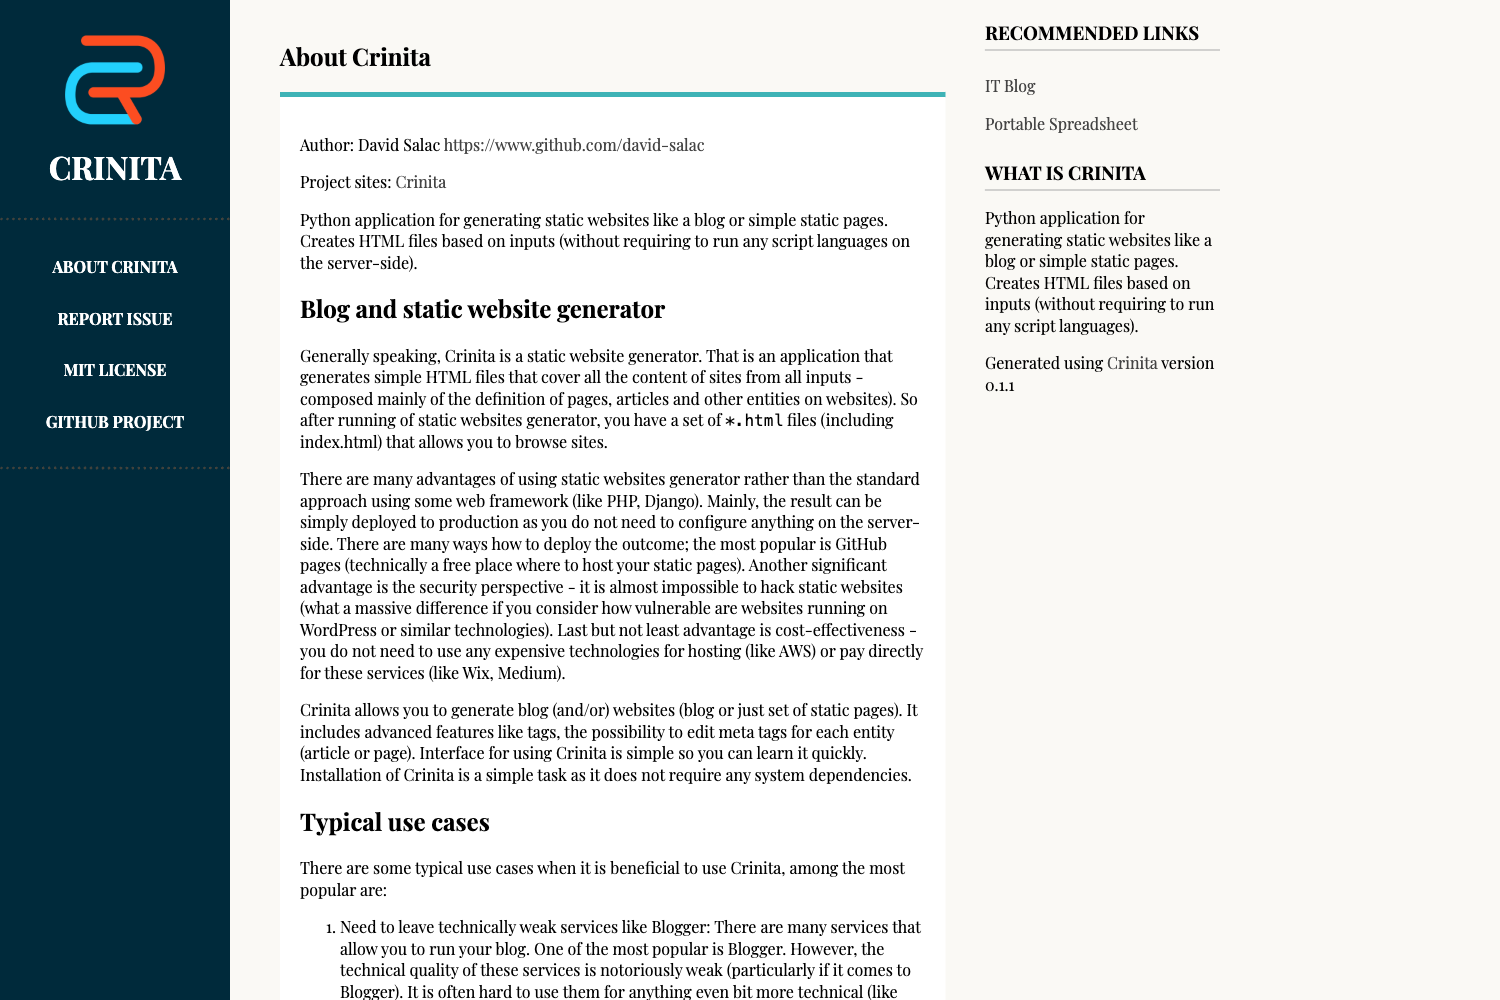 CRINITA
ABOUT CRINITA
REPORT ISSUE
MIT LICENSE
GITHUB PROJECT
About Crinita
Author: David Salac https://www.github.com/david-salac
Project sites: Crinita
Python application for generating static websites like a blog or simple static pages.
Creates HTML files based on inputs (without requiring to run any script languages on
the server-side).
Blog and static website generator
Generally speaking, Crinita is a static website generator. That is an application that
generates simple HTML files that cover all the content of sites from all inputs -
composed mainly of the definition of pages, articles and other entities on websites). So
after running of static websites generator, you have a set of *.html files (including
index.html) that allows you to browse sites.
There are many advantages of using static websites generator rather than the standard
approach using some web framework (like PHP, Django). Mainly, the result can be
simply deployed to production as you do not need to configure anything on the server-
side. There are many ways how to deploy the outcome; the most popular is GitHub
pages (technically a free place where to host your static pages). Another significant
advantage is the security perspective - it is almost impossible to hack static websites
(what a massive difference if you consider how vulnerable are websites running on
WordPress or similar technologies). Last but not least advantage is cost-effectiveness -
you do not need to use any expensive technologies for hosting (like AWS) or pay directly
for these services (like Wix, Medium).
Crinita allows you to generate blog (and/or) websites (blog or just set of static pages). It
includes advanced features like tags, the possibility to edit meta tags for each entity
(article or page). Interface for using Crinita is simple so you can learn it quickly.
Installation of Crinita is a simple task as it does not require any system dependencies.
Typical use cases
There are some typical use cases when it is beneficial to use Crinita, among the most
popular are:
1. Need to leave technically weak services like Blogger: There are many services that
allow you to run your blog. One of the most popular is Blogger. However, the
technical quality of these services is notoriously weak (particularly if it comes to
Blogger). It is often hard to use them for anything even bit more technical (like
RECOMMENDED LINKS
IT Blog
Portable Spreadsheet
WHAT IS CRINITA
Python application for
generating static websites like a
blog or simple static pages.
Creates HTML files based on
inputs (without requiring to run
any script languages).
Generated using Crinita version
0.1.1